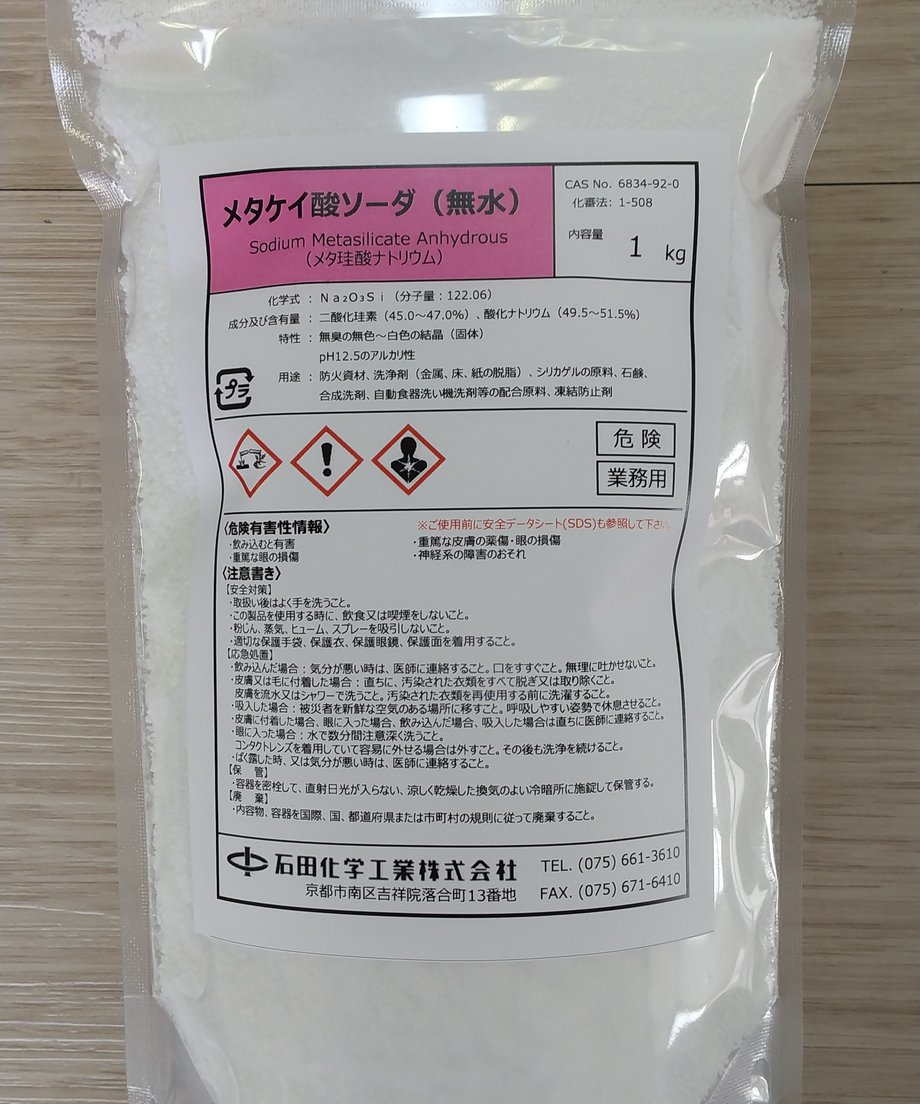 メタケイ酸ソーダ（無水）
Sodium Metasilicate Anhydrous
（メタ珪酸ナトリウム）
CAS No. 6834-92-0
化審法: 1-508
内容量 1 kg
化学式 : Ｎａ₂Ｏ₃Ｓｉ（分子量：122.06）
成分及び含有量 : 二酸化珪素（45.0～47.0％）、酸化ナトリウム（49.5～51.5％）
特性 : 無臭の無色～白色の結晶（固体）
pH12.5のアルカリ性
用途 : 防火資材、洗浄剤（金属、床、紙の脱脂）、シリカゲルの原料、石鹸、
合成洗剤、自動食器洗い機洗剤等の配合原料、凍結防止剤
プラ
危険
業務用
〈危険有害性情報〉
※ご使用前に安全データシート(SDS)も参照して下さい。
・飲み込むと有害
・重篤な皮膚の薬傷・眼の損傷
・重篤な眼の損傷
・神経系の障害のおそれ
〈注意書き〉
【安全対策】
・取扱い後はよく手を洗うこと。
・この製品を使用する時に、飲食又は喫煙をしないこと。
・粉じん、蒸気、ヒューム、スプレーを吸引しないこと。
・適切な保護手袋、保護衣、保護眼鏡、保護面を着用すること。
【応急処置】
・飲み込んだ場合：気分が悪い時は、医師に連絡すること。口をすすぐこと。無理に吐かせないこと。
・皮膚又は毛に付着した場合：直ちに、汚染された衣類をすべて脱ぎ又は取り除くこと。
皮膚を流水又はシャワーで洗うこと。汚染された衣類を再使用する前に洗濯すること。
・吸入した場合：被災者を新鮮な空気のある場所に移すこと。呼吸しやすい姿勢で休息させること。
・皮膚に付着した場合、眼に入った場合、飲み込んだ場合、吸入した場合は直ちに医師に連絡すること。
・眼に入った場合：水で数分間注意深く洗うこと。
コンタクトレンズを着用していて容易に外せる場合は外すこと。その後も洗浄を続けること。
・ばく露した時、又は気分が悪い時は、医師に連絡すること。
【保　管】
・容器を密栓して、直射日光が入らない、涼しく乾燥した換気のよい冷暗所に施錠して保管する。
【廃　棄】
・内容物、容器を国際、国、都道府県または市町村の規則に従って廃棄すること。
石田化学工業株式会社
TEL. (075) 661-3610
京都市南区吉祥院落合町13番地
FAX. (075) 671-6410